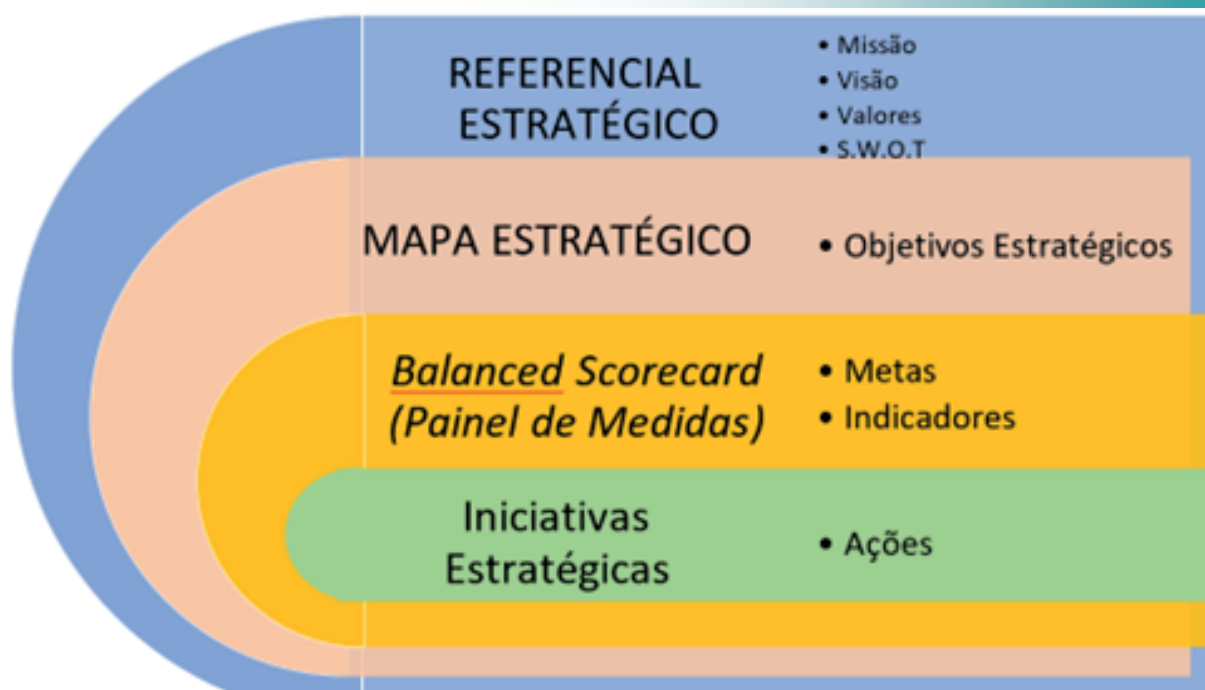 REFERENCIAL
ESTRATÉGICO
• Missão
• Visão
• Valores
• S.W.O.T
MAPA ESTRATÉGICO
• Objetivos Estratégicos
Balanced Scorecard
(Painel de Medidas)
• Metas
• Indicadores
Iniciativas
Estratégicas
• Ações